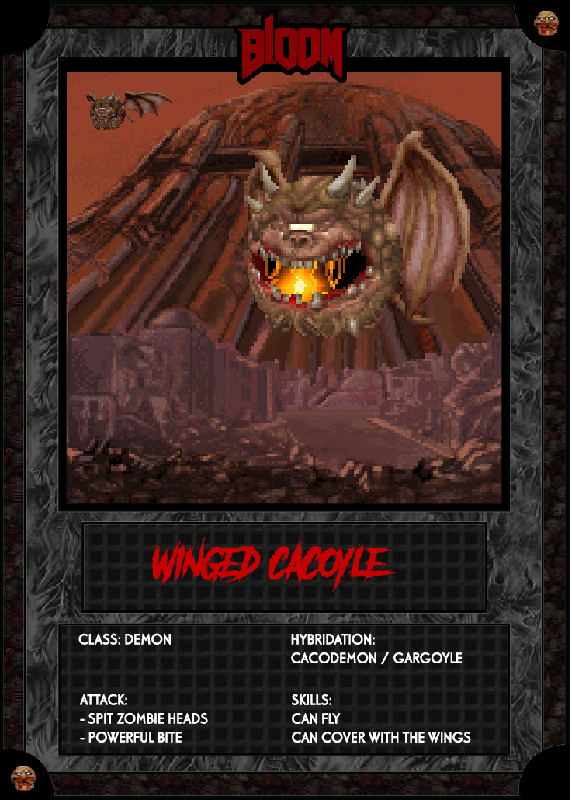 BLOOM
WINGED CACOYLE
CLASS: DEMON
HYBRIDATION:
CACODEMON / GARGOYLE
ATTACK:
- SPIT ZOMBIE HEADS
- POWERFUL BITE
SKILLS:
CAN FLY
CAN COVER WITH THE WINGS